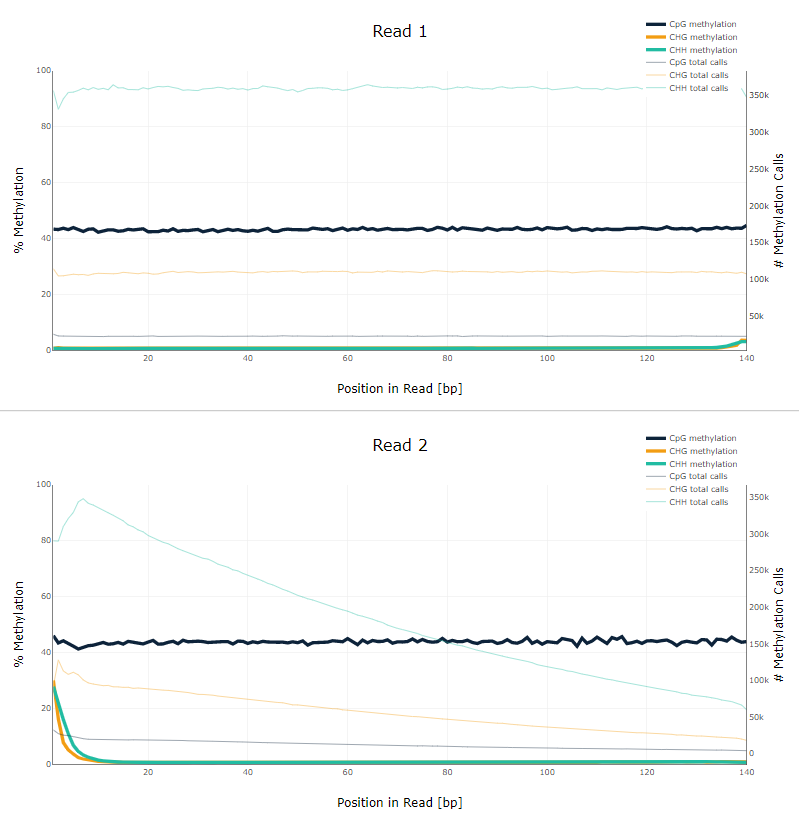 Read 1
CpG methylation
CHG methylation
CHH methylation
CpG total calls
CHG total calls
CHH total calls
100
80
60
40
20
0
% Methylation
350k
300k
250k
200k
150k
100k
50k
# Methylation Calls
20
40
60
80
100
120
140
Position in Read [bp]
Read 2
CpG methylation
CHG methylation
CHH methylation
CpG total calls
CHG total calls
CHH total calls
100
80
60
40
20
0
% Methylation
350k
300k
250k
200k
150k
100k
50k
0
# Methylation Calls
20
40
60
80
100
120
140
Position in Read [bp]